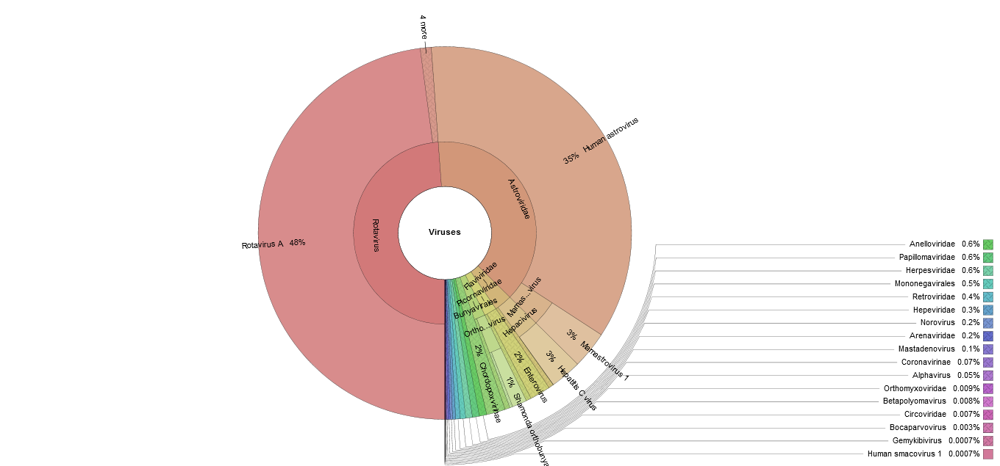 4 more
35% Human astrovirus
Astroviridae
Rotavirus
Viruses
Rotavirus A 48%
Flaviviridae
Picornaviridae
Bunyavirales
Ortho...virus
Mamas...virus
Hepacivirus
3% Mamastrovirus 1
3% Hepatitis C virus
2% Enterovirus
1% Shamonda orthobunya
2% Chordopoxvirinae
Anelloviridae 0.6%
Papillomaviridae 0.6%
Herpesviridae 0.6%
Mononegavirales 0.5%
Retroviridae 0.4%
Hepeviridae 0.3%
Norovirus 0.2%
Arenaviridae 0.2%
Mastadenovirus 0.1%
Coronavirinae 0.07%
Alphavirus 0.05%
Orthomyxoviridae 0.009%
Betapolyomavirus 0.008%
Circoviridae 0.007%
Bocaparvovirus 0.003%
Gemykibivirus 0.0007%
Human smacovirus 1 0.0007%